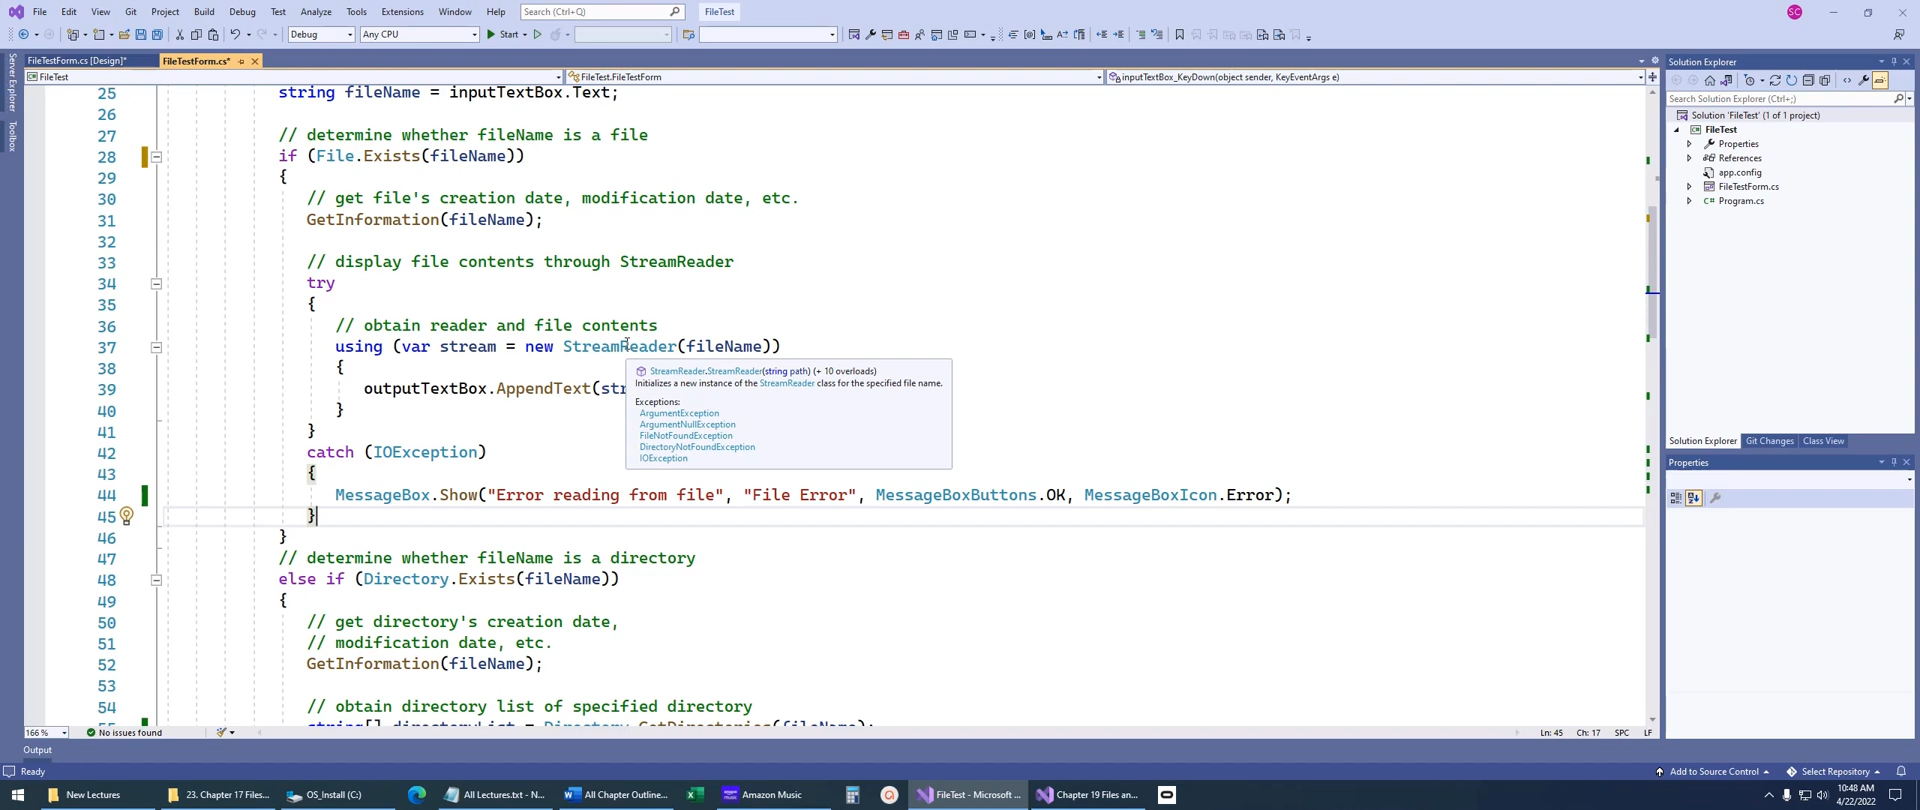 File Edit View Git Project Build Debug Test Analyze Tools Extensions Window Help Search (Ctrl+Q) FileTest SC
Debug Any CPU Start
FileTestForm.cs [Design]* FileTestForm.cs*
FileTest FileTest.FileTestForm inputTextBox_KeyDown(object sender, KeyEventArgs e)
Server Explorer
Toolbox
25 string fileName = inputTextBox.Text;
26
27 // determine whether fileName is a file
28 if (File.Exists(fileName))
29 {
30 // get file's creation date, modification date, etc.
31 GetInformation(fileName);
32
33 // display file contents through StreamReader
34 try
35 {
36 // obtain reader and file contents
37 using (var stream = new StreamReader(fileName))
38 {
39 outputTextBox.AppendText(str
40 }
41 }
42 catch (IOException)
43 {
44 MessageBox.Show("Error reading from file", "File Error", MessageBoxButtons.OK, MessageBoxIcon.Error);
45 }
46 }
47 // determine whether fileName is a directory
48 else if (Directory.Exists(fileName))
49 {
50 // get directory's creation date,
51 // modification date, etc.
52 GetInformation(fileName);
53
54 // obtain directory list of specified directory
55 string[] directoryList = Directory.GetDirectories(fileName);
StreamReader.StreamReader(string path) (+ 10 overloads)
Initializes a new instance of the StreamReader class for the specified file name.
Exceptions:
ArgumentException
ArgumentNullException
FileNotFoundException
DirectoryNotFoundException
IOException
166 % No issues found Ln: 45 Ch: 17 SPC LF
Output
Solution Explorer
Search Solution Explorer (Ctrl+;)
Solution 'FileTest' (1 of 1 project)
FileTest
Properties
References
app.config
FileTestForm.cs
C# Program.cs
Solution Explorer Git Changes Class View
Properties
Ready Add to Source Control Select Repository
New Lectures 23. Chapter 17 Files... OS_Install (C:) All Lectures.txt - N... All Chapter Outline... Amazon Music FileTest - Microsoft ... Chapter 19 Files an... 10:48 AM
4/22/2022